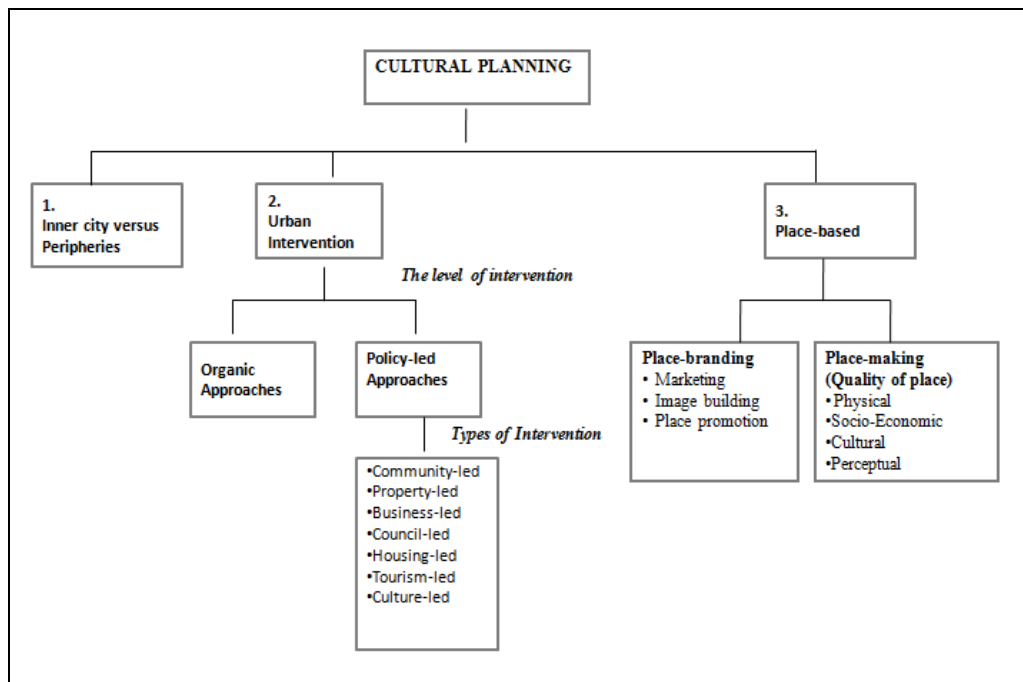 CULTURAL PLANNING
1.
Inner city versus
Peripheries
2.
Urban
Intervention
3.
Place-based
The level of intervention
Organic
Approaches
Policy-led
Approaches
Place-branding
• Marketing
• Image building
• Place promotion
Place-making
(Quality of place)
•Physical
•Socio-Economic
•Cultural
•Perceptual
Types of Intervention
•Community-led
•Property-led
•Business-led
•Council-led
•Housing-led
•Tourism-led
•Culture-led